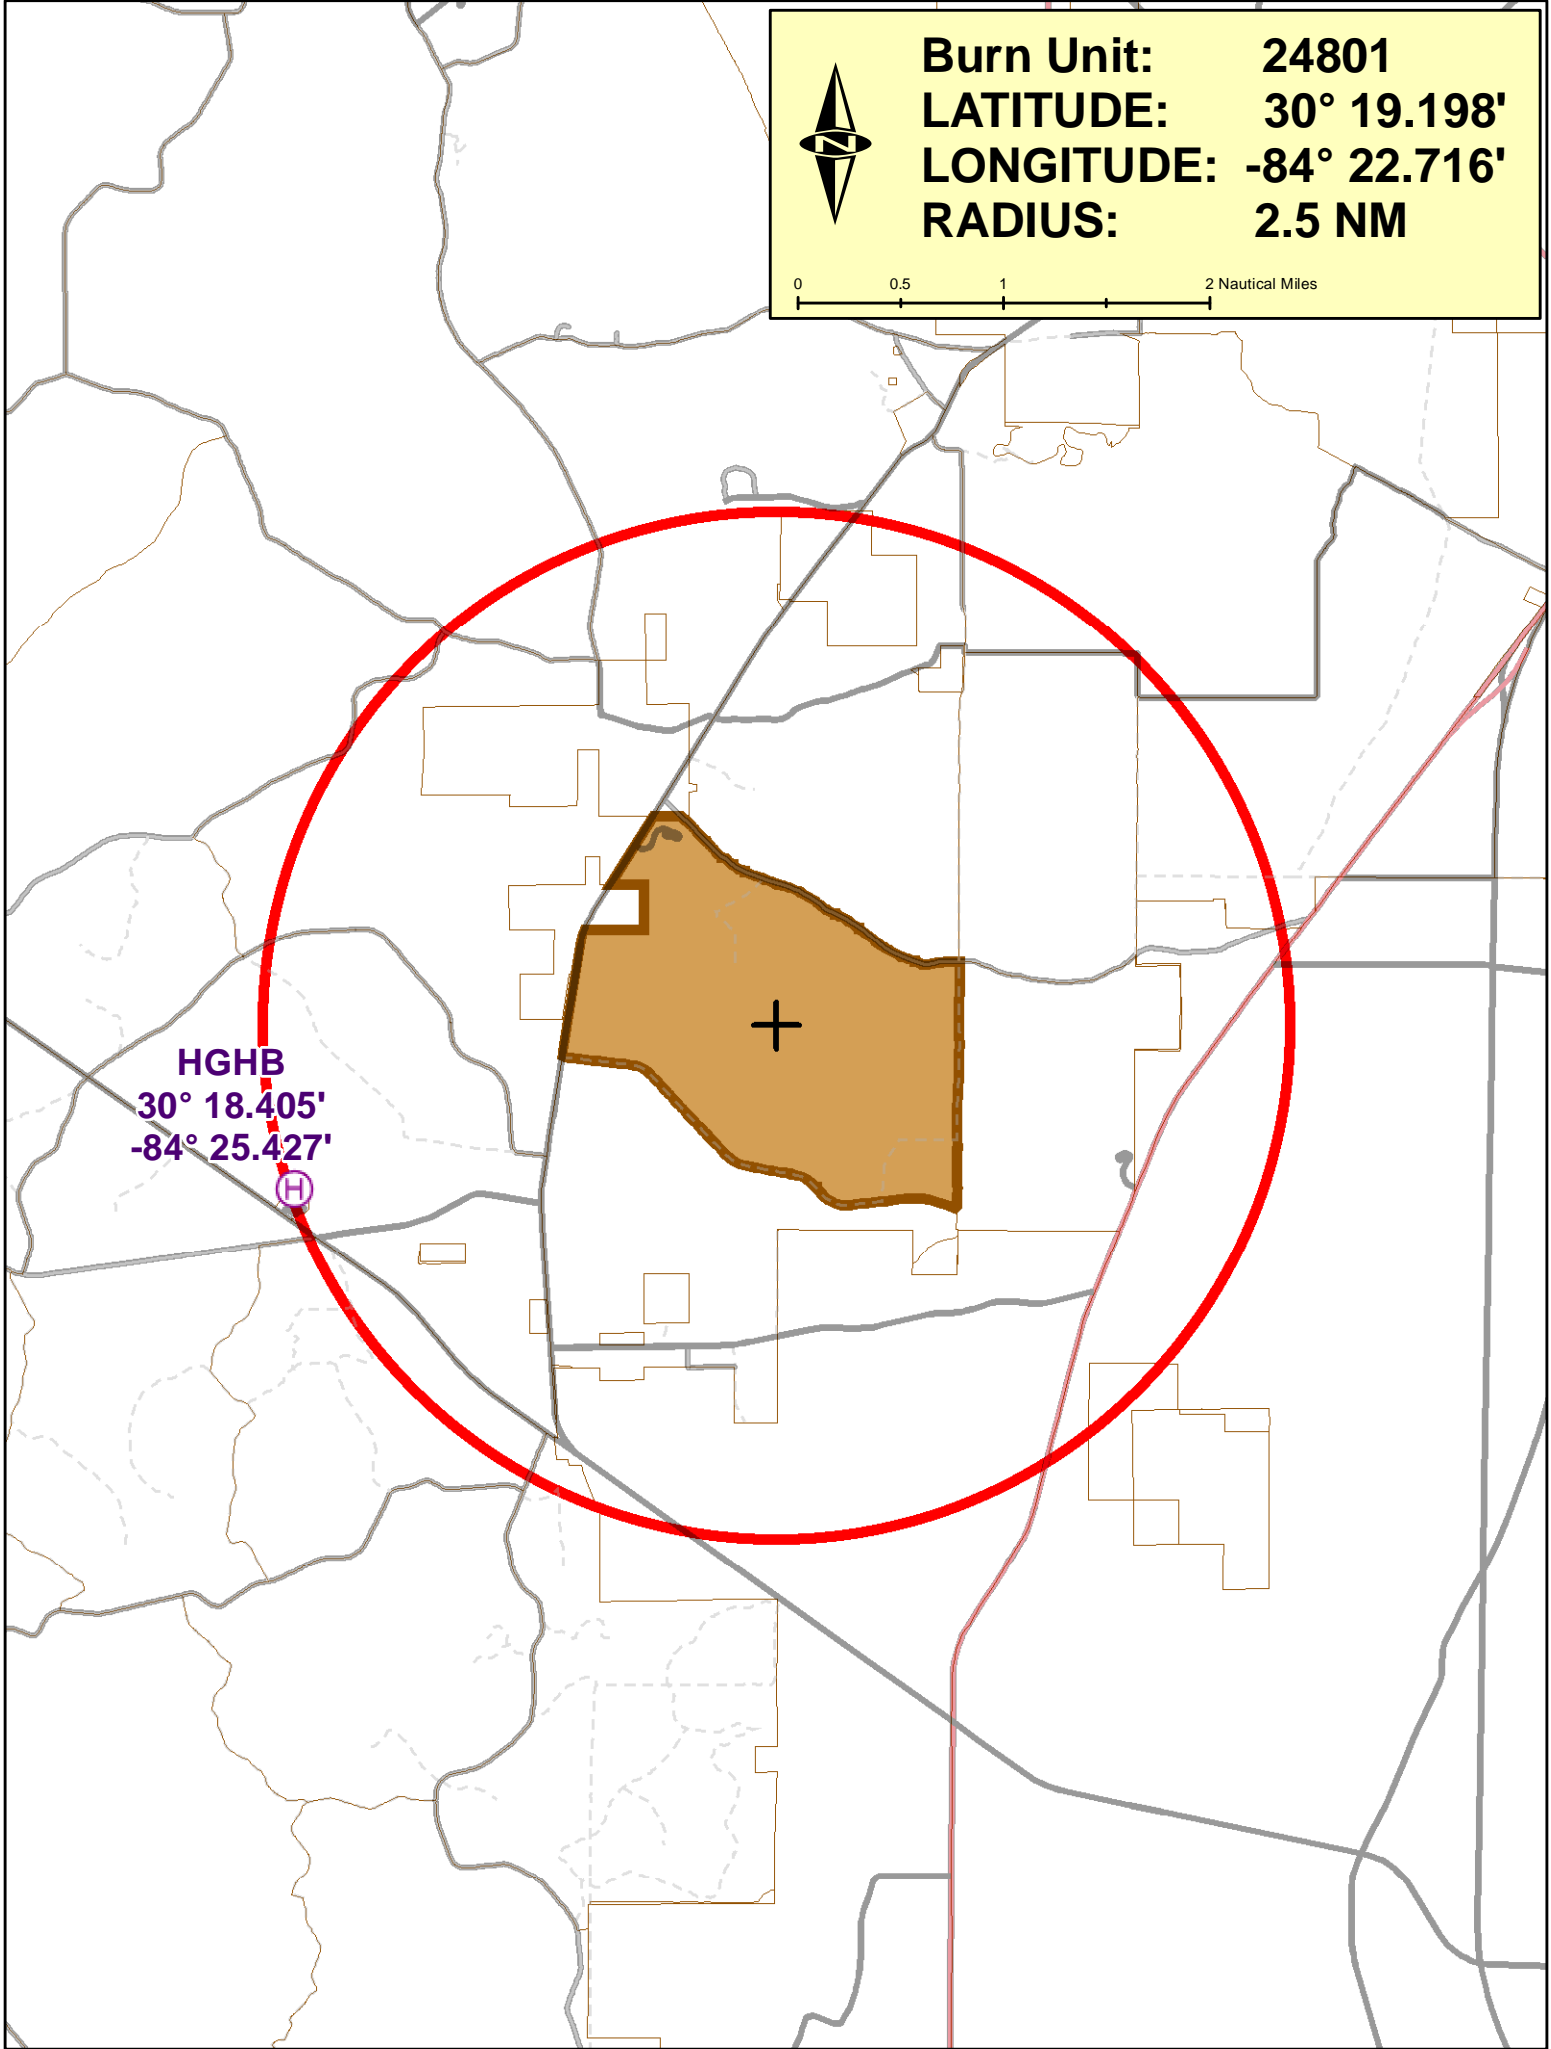 Burn Unit: 24801
LATITUDE: 30° 19.198'
LONGITUDE: -84° 22.716'
RADIUS: 2.5 NM
N
0 0.5 1 2 Nautical Miles
HGHB
30° 18.405'
-84° 25.427'
H